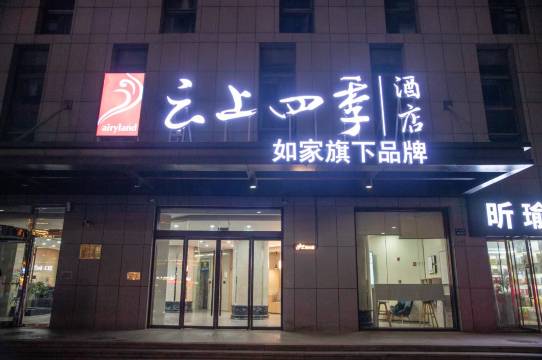 云上四季
酒店
airyland
如家旗下品牌
昕瑜